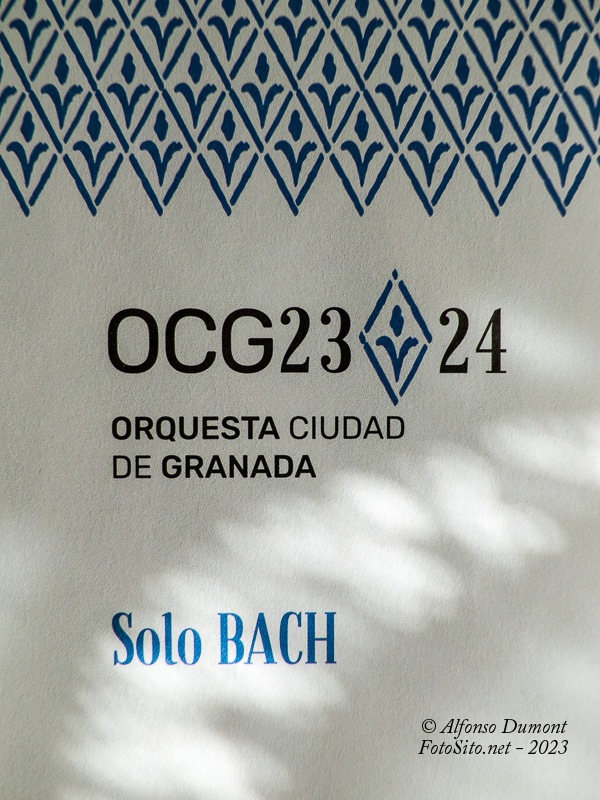 OCG23 24
ORQUESTA CIUDAD
DE GRANADA
Solo BACH
© Alfonso Dumont
FotoSito.net – 2023